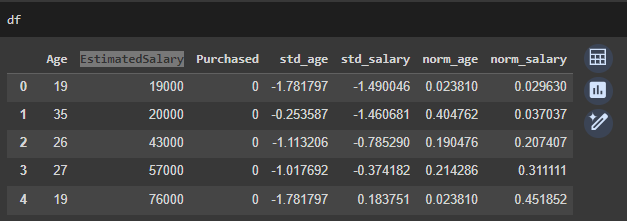 df
Age EstimatedSalary Purchased std_age std_salary norm_age norm_salary
0 19 19000 0 -1.781797 -1.490046 0.023810 0.029630
1 35 20000 0 -0.253587 -1.460681 0.404762 0.037037
2 26 43000 0 -1.113206 -0.785290 0.190476 0.207407
3 27 57000 0 -1.017692 -0.374182 0.214286 0.311111
4 19 76000 0 -1.781797 0.183751 0.023810 0.451852